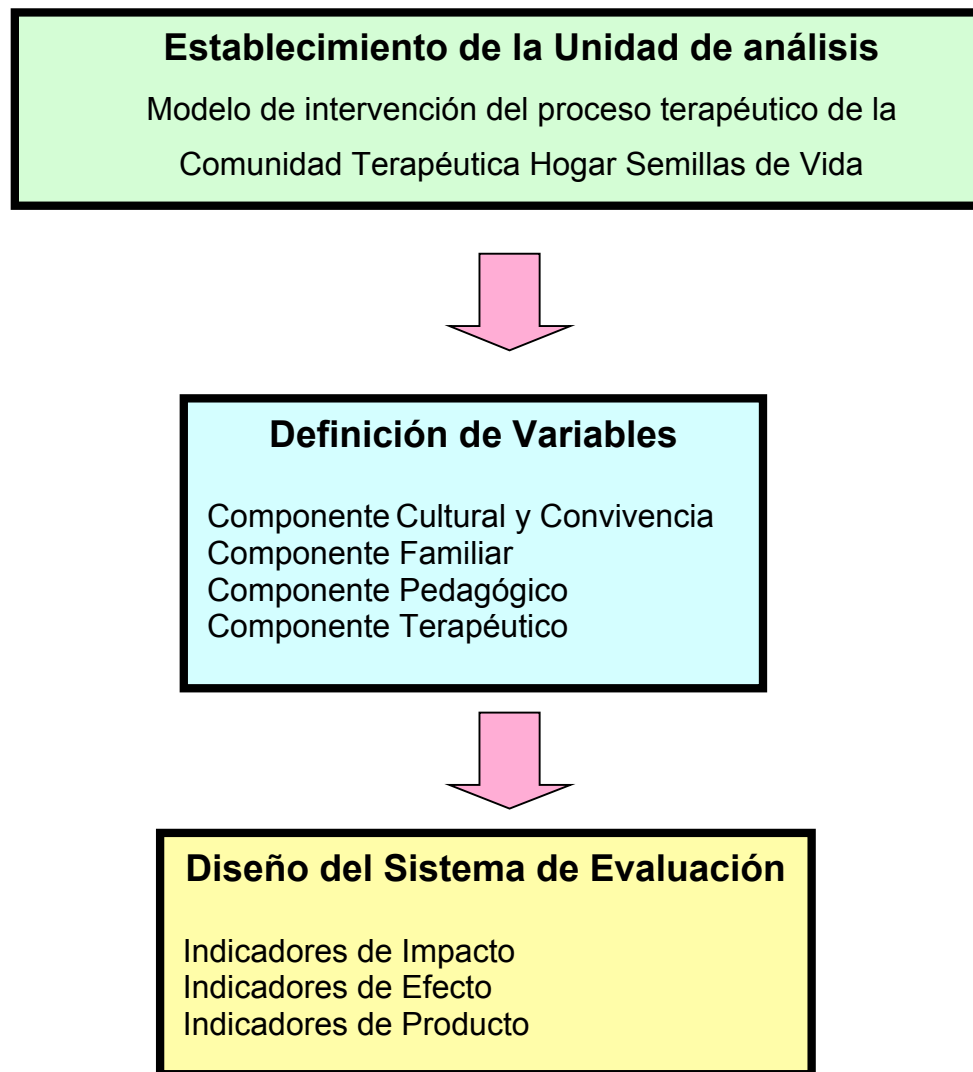 Establecimiento de la Unidad de análisis
Modelo de intervención del proceso terapéutico de la
Comunidad Terapéutica Hogar Semillas de Vida
Definición de Variables
Componente Cultural y Convivencia
Componente Familiar
Componente Pedagógico
Componente Terapéutico
Diseño del Sistema de Evaluación
Indicadores de Impacto
Indicadores de Efecto
Indicadores de Producto